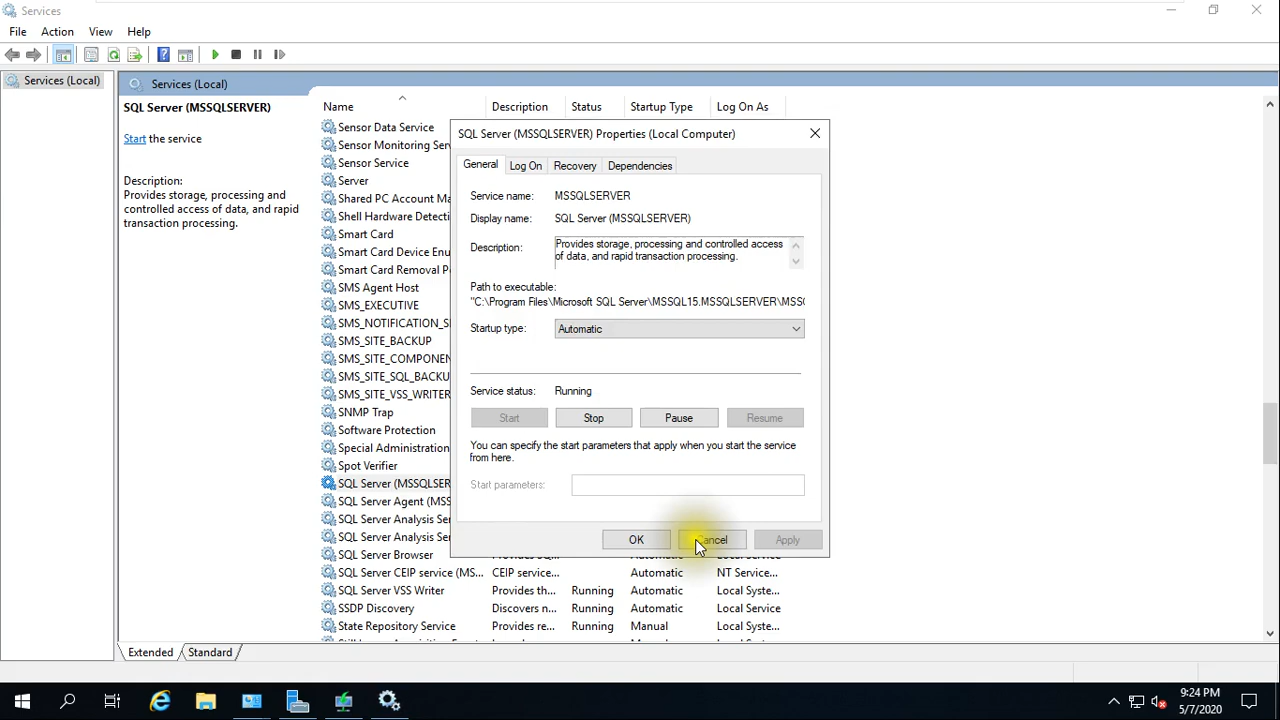 Services
File Action View Help
Services (Local)
Services (Local)
SQL Server (MSSQLSERVER)
Start the service
Description:
Provides storage, processing and
controlled access of data, and rapid
transaction processing.
Name Description Status Startup Type Log On As
Sensor Data Service
Sensor Monitoring Serv
Sensor Service
Server
Shared PC Account Ma
Shell Hardware Detecti
Smart Card
Smart Card Device Enu
Smart Card Removal P
SMS Agent Host
SMS_EXECUTIVE
SMS_NOTIFICATION_S
SMS_SITE_BACKUP
SMS_SITE_COMPONEN
SMS_SITE_SQL_BACKU
SMS_SITE_VSS_WRITER
SNMP Trap
Software Protection
Special Administration
Spot Verifier
SQL Server (MSSQLSER
SQL Server Agent (MSS
SQL Server Analysis Se
SQL Server Analysis Se
SQL Server Browser
SQL Server CEIP service (MS... CEIP service... Automatic NT Service...
SQL Server VSS Writer Provides th... Running Automatic Local Syste...
SSDP Discovery Discovers n... Running Automatic Local Service
State Repository Service Provides re... Running Manual Local Syste...
SQL Server (MSSQLSERVER) Properties (Local Computer)
General Log On Recovery Dependencies
Service name: MSSQLSERVER
Display name: SQL Server (MSSQLSERVER)
Description: Provides storage, processing and controlled access
of data, and rapid transaction processing.
Path to executable:
"C:\Program Files\Microsoft SQL Server\MSSQL15.MSSQLSERVER\MSSQ
Startup type: Automatic
Service status: Running
Start Stop Pause Resume
You can specify the start parameters that apply when you start the service
from here.
Start parameters:
OK Cancel Apply
Extended Standard
9:24 PM
5/7/2020